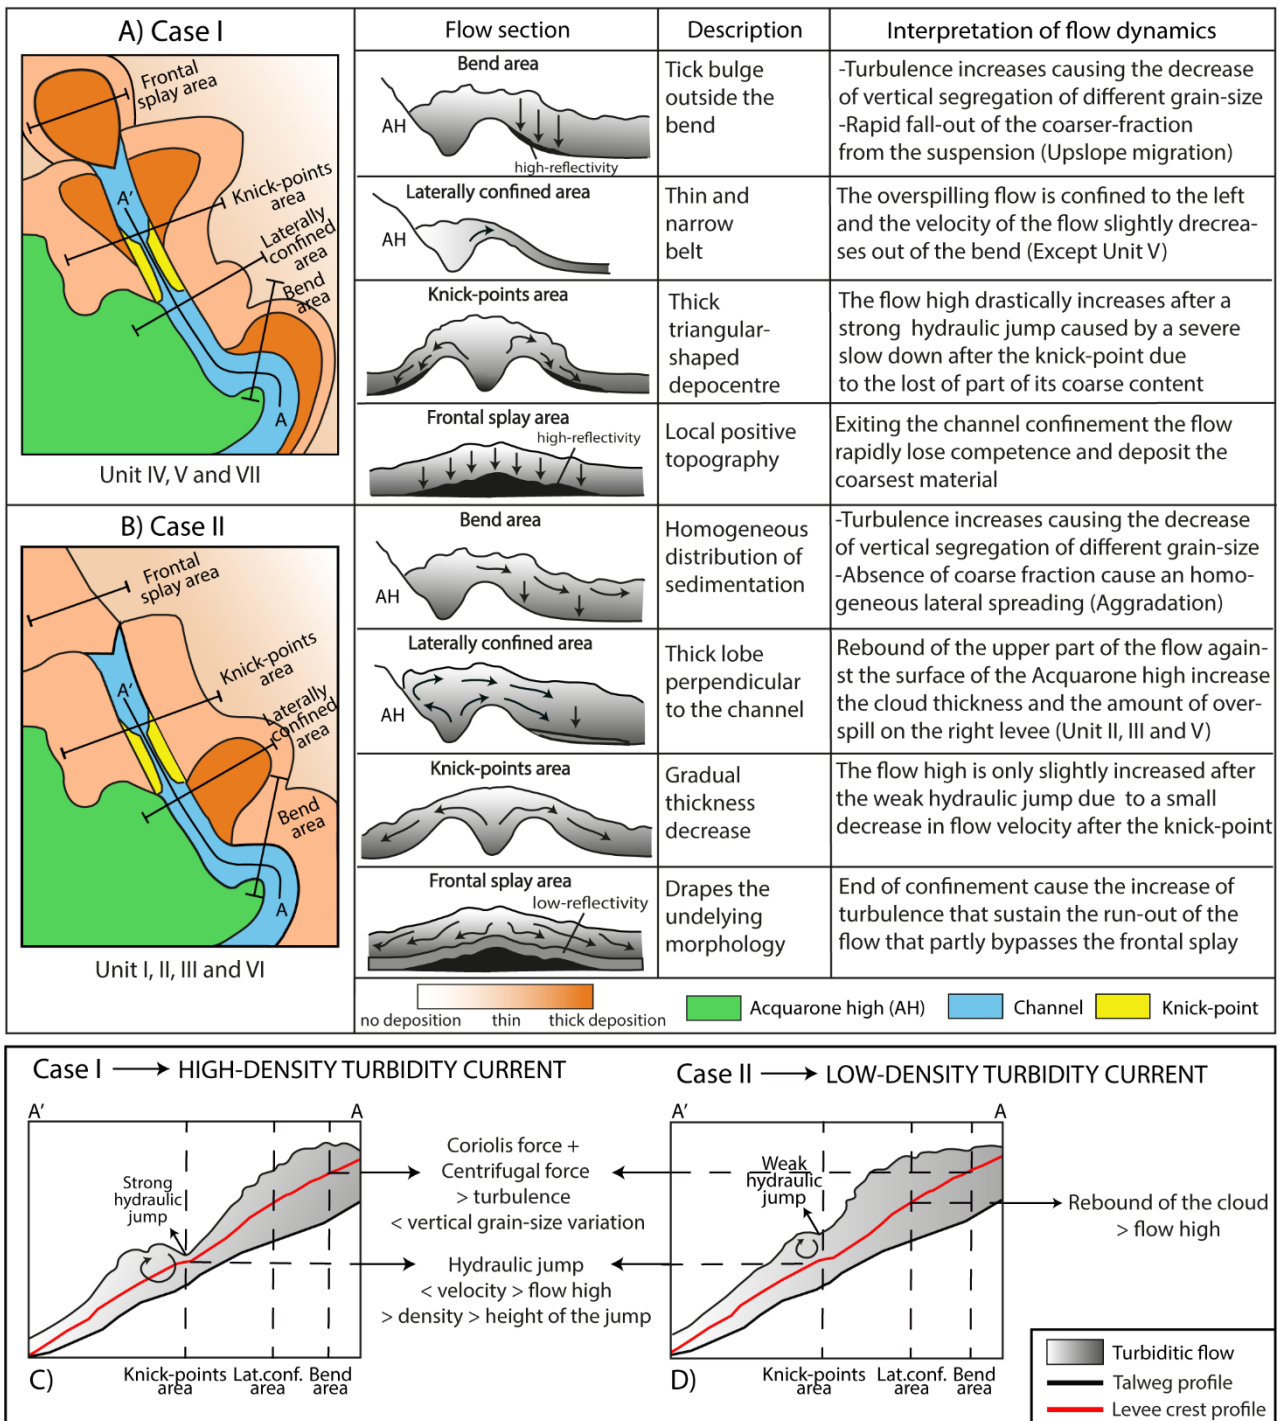 A) Case I
Frontal
splay area
A'
Knick-points
area
Laterally
confined
area
Bend
area
A
Unit IV, V and VII
Flow section
Description
Interpretation of flow dynamics
Bend area
AH
high-reflectivity
Tick bulge
outside the
bend
-Turbulence increases causing the decrease
of vertical segregation of different grain-size
-Rapid fall-out of the coarser-fraction
from the suspension (Upslope migration)
Laterally confined area
AH
Thin and
narrow
belt
The overspilling flow is confined to the left
and the velocity of the flow slightly drecrea-
ses out of the bend (Except Unit V)
Knick-points area
Thick
triangular-
shaped
depocentre
The flow high drastically increases after a
strong hydraulic jump caused by a severe
slow down after the knick-point due
to the lost of part of its coarse content
Frontal splay area
high-reflectivity
Local positive
topography
Exiting the channel confinement the flow
rapidly lose competence and deposit the
coarsest material
B) Case II
Frontal
splay area
A'
Knick-points
area
Laterally
confined
area
Bend
area
A
Unit I, II, III and VI
Bend area
AH
Homogeneous
distribution of
sedimentation
-Turbulence increases causing the decrease
of vertical segregation of different grain-size
-Absence of coarse fraction cause an homo-
geneous lateral spreading (Aggradation)
Laterally confined area
AH
Thick lobe
perpendicular
to the channel
Rebound of the upper part of the flow again-
st the surface of the Acquarone high increase
the cloud thickness and the amount of over-
spill on the right levee (Unit II, III and V)
Knick-points area
Gradual
thickness
decrease
The flow high is only slightly increased after
the weak hydraulic jump due to a small
decrease in flow velocity after the knick-point
Frontal splay area
low-reflectivity
Drapes the
undelying
morphology
End of confinement cause the increase of
turbulence that sustain the run-out of the
flow that partly bypasses the frontal splay
no deposition thin thick deposition
Acquarone high (AH)
Channel
Knick-point
Case I HIGH-DENSITY TURBIDITY CURRENT
A' A
Strong
hydraulic
jump
C)
Knick-points
area
Lat.conf.
area
Bend
area
Coriolis force +
Centrifugal force
> turbulence
< vertical grain-size variation
Hydraulic jump
< velocity > flow high
> density > height of the jump
Case II LOW-DENSITY TURBIDITY CURRENT
A' A
Weak
hydraulic
jump
Rebound of the cloud
> flow high
D)
Knick-points
area
Lat.conf.
area
Bend
area
Turbiditic flow
Talweg profile
Levee crest profile